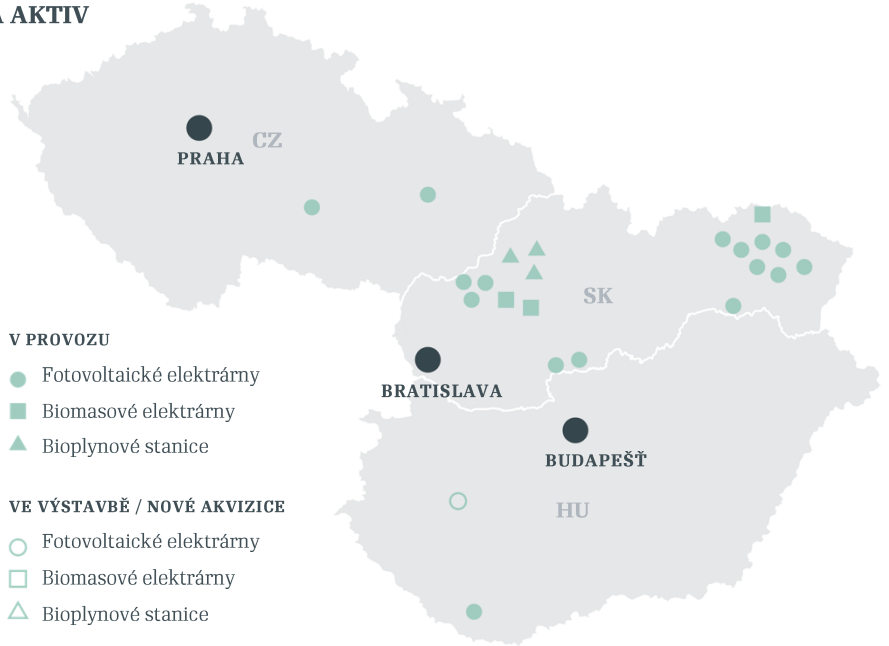 AKTIV
CZ
PRAHA
SK
V PROVOZU
Fotovoltaické elektrárny
Biomasové elektrárny
Bioplynové stanice
BRATISLAVA
BUDAPEŠŤ
VE VÝSTAVBĚ / NOVÉ AKVIZICE
HU
Fotovoltaické elektrárny
Biomasové elektrárny
Bioplynové stanice